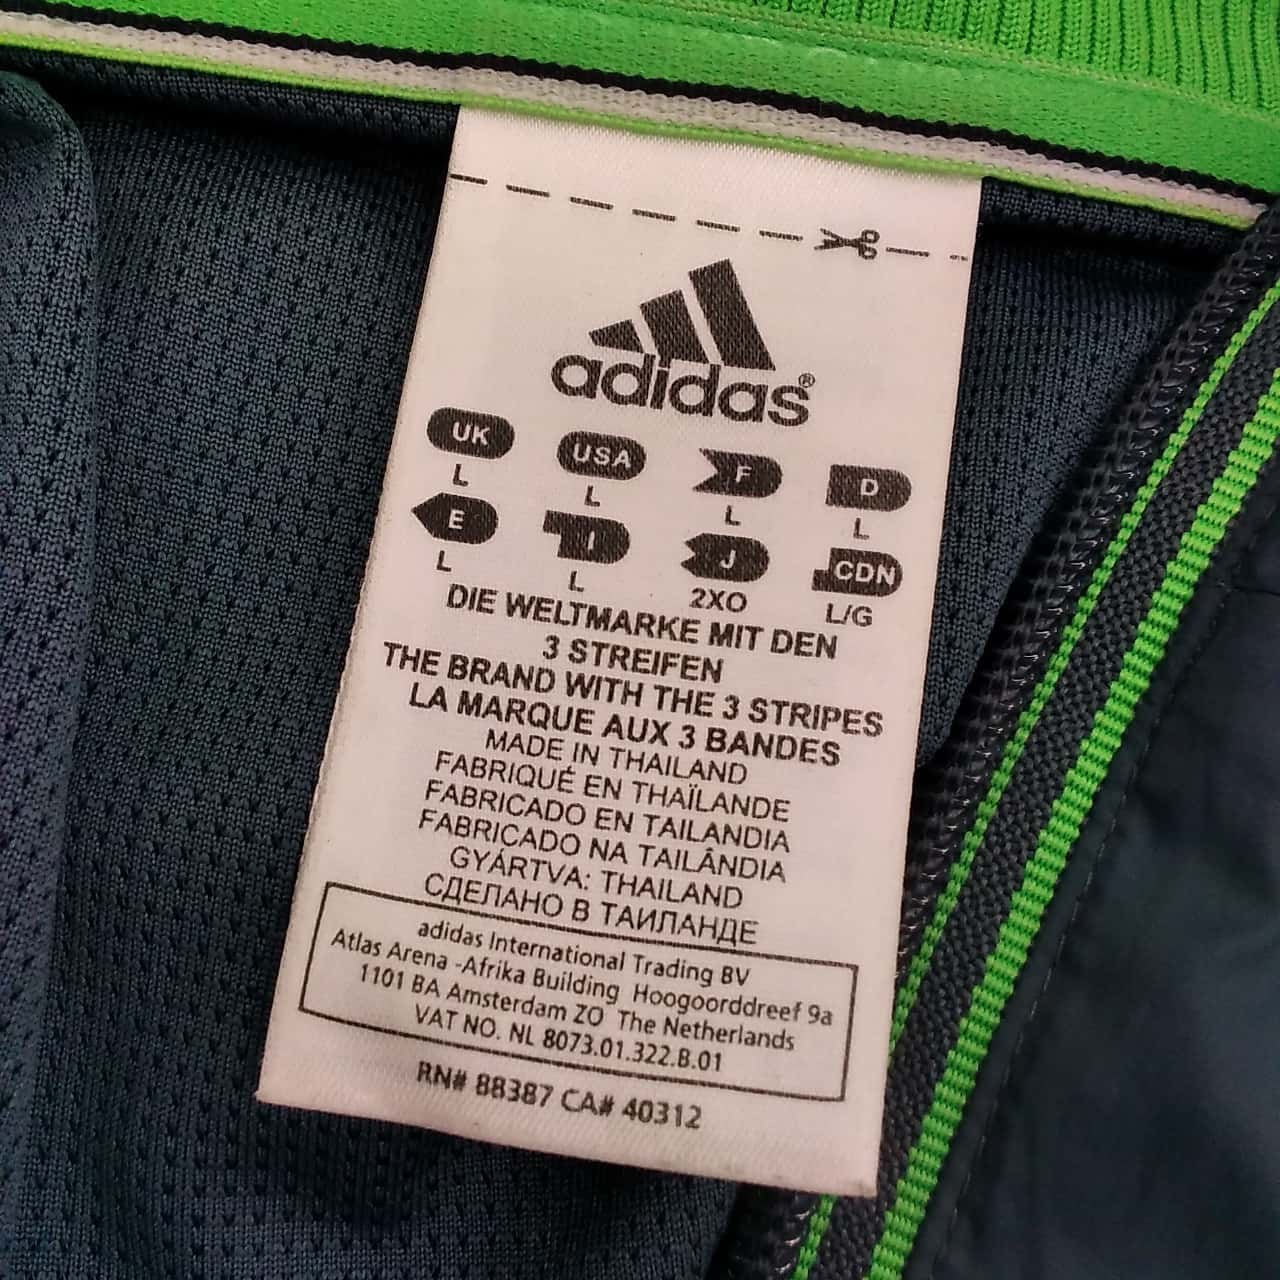 adidas®
UK USA F D
L L L L
E I J CDN
L L 2XO L/G
DIE WELTMARKE MIT DEN
3 STREIFEN
THE BRAND WITH THE 3 STRIPES
LA MARQUE AUX 3 BANDES
MADE IN THAILAND
FABRIQUÉ EN THAÏLANDE
FABRICADO EN TAILANDIA
FABRICADO NA TAILÂNDIA
GYÁRTVA: THAILAND
СДЕЛАНО В ТАИЛАНДЕ
adidas International Trading BV
Atlas Arena -Afrika Building Hoogoorddreef 9a
1101 BA Amsterdam ZO The Netherlands
VAT NO. NL 8073.01.322.B.01
RN# 88387 CA# 40312